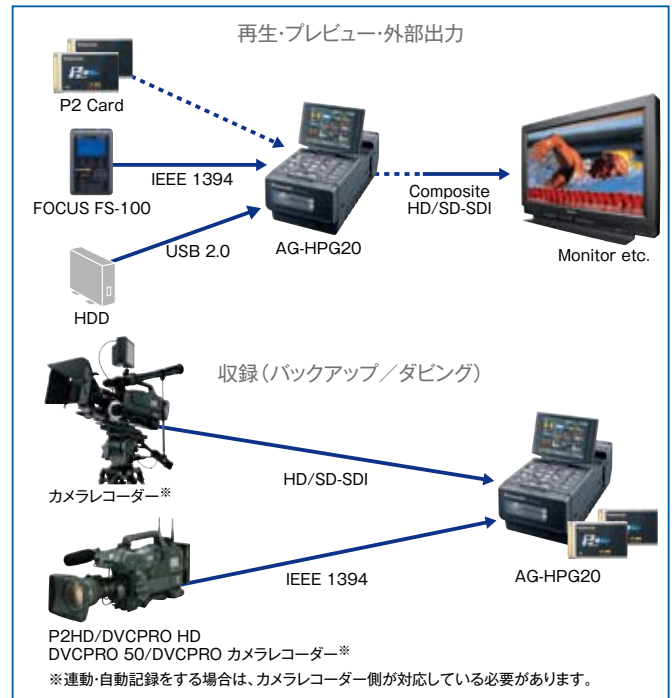 再生・プレビュー・外部出力
P2 Card
IEEE 1394
FOCUS FS-100
USB 2.0
HDD
AG-HPG20
Composite
HD/SD-SDI
Monitor etc.
収録（バックアップ／ダビング）
カメラレコーダー※
HD/SD-SDI
IEEE 1394
AG-HPG20
P2HD/DVCPRO HD
DVCPRO 50/DVCPRO カメラレコーダー※
※連動・自動記録をする場合は、カメラレコーダー側が対応している必要があります。